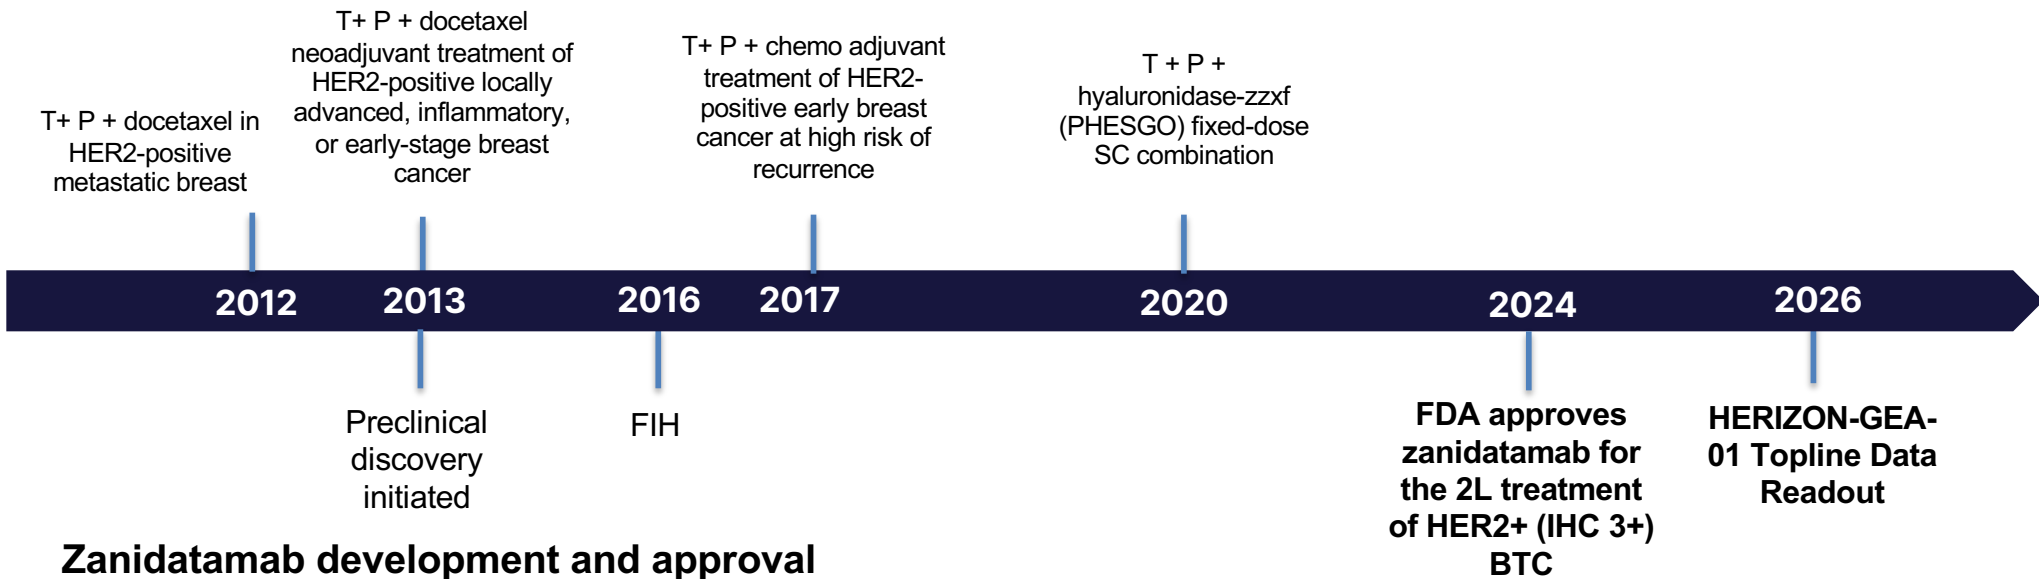 T+ P + docetaxel in
HER2-positive
metastatic breast
T+ P + docetaxel
neoadjuvant treatment of
HER2-positive locally
advanced, inflammatory,
or early-stage breast
cancer
T+ P + chemo adjuvant
treatment of HER2-
positive early breast
cancer at high risk of
recurrence
T + P +
hyaluronidase-zzxf
(PHESGO) fixed-dose
SC combination
2012
2013
2016
2017
2020
2024
2026
Preclinical
discovery
initiated
FIH
FDA approves
zanidatamab for
the 2L treatment
of HER2+ (IHC 3+)
BTC
HERIZON-GEA-
01 Topline Data
Readout
Zanidatamab development and approval